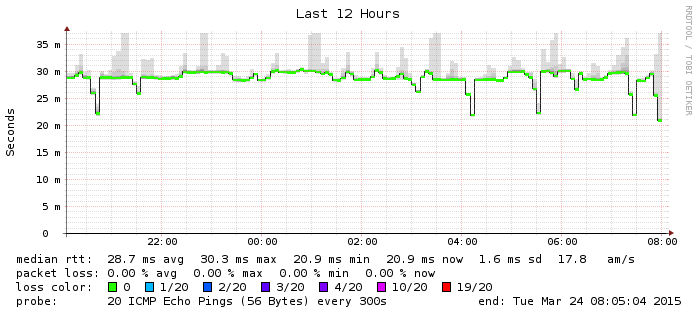 Last 12 Hours
RRDTOOL / TOBI OETIKER
Seconds
35 m
30 m
25 m
20 m
15 m
10 m
5 m
0
22:00 00:00 02:00 04:00 06:00 08:00
median rtt: 28.7 ms avg 30.3 ms max 20.9 ms min 20.9 ms now 1.6 ms sd 17.8 am/s
packet loss: 0.00 % avg 0.00 % max 0.00 % min 0.00 % now
loss color: 0 1/20 2/20 3/20 4/20 10/20 19/20
probe: 20 ICMP Echo Pings (56 Bytes) every 300s end: Tue Mar 24 08:05:04 2015